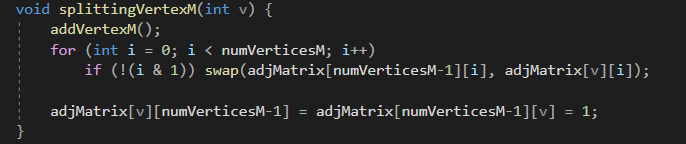 void splittingVertexM(int v) {
    addVertexM();
    for (int i = 0; i < numVerticesM; i++)
        if (!(i & 1)) swap(adjMatrix[numVerticesM-1][i], adjMatrix[v][i]);

    adjMatrix[v][numVerticesM-1] = adjMatrix[numVerticesM-1][v] = 1;
}